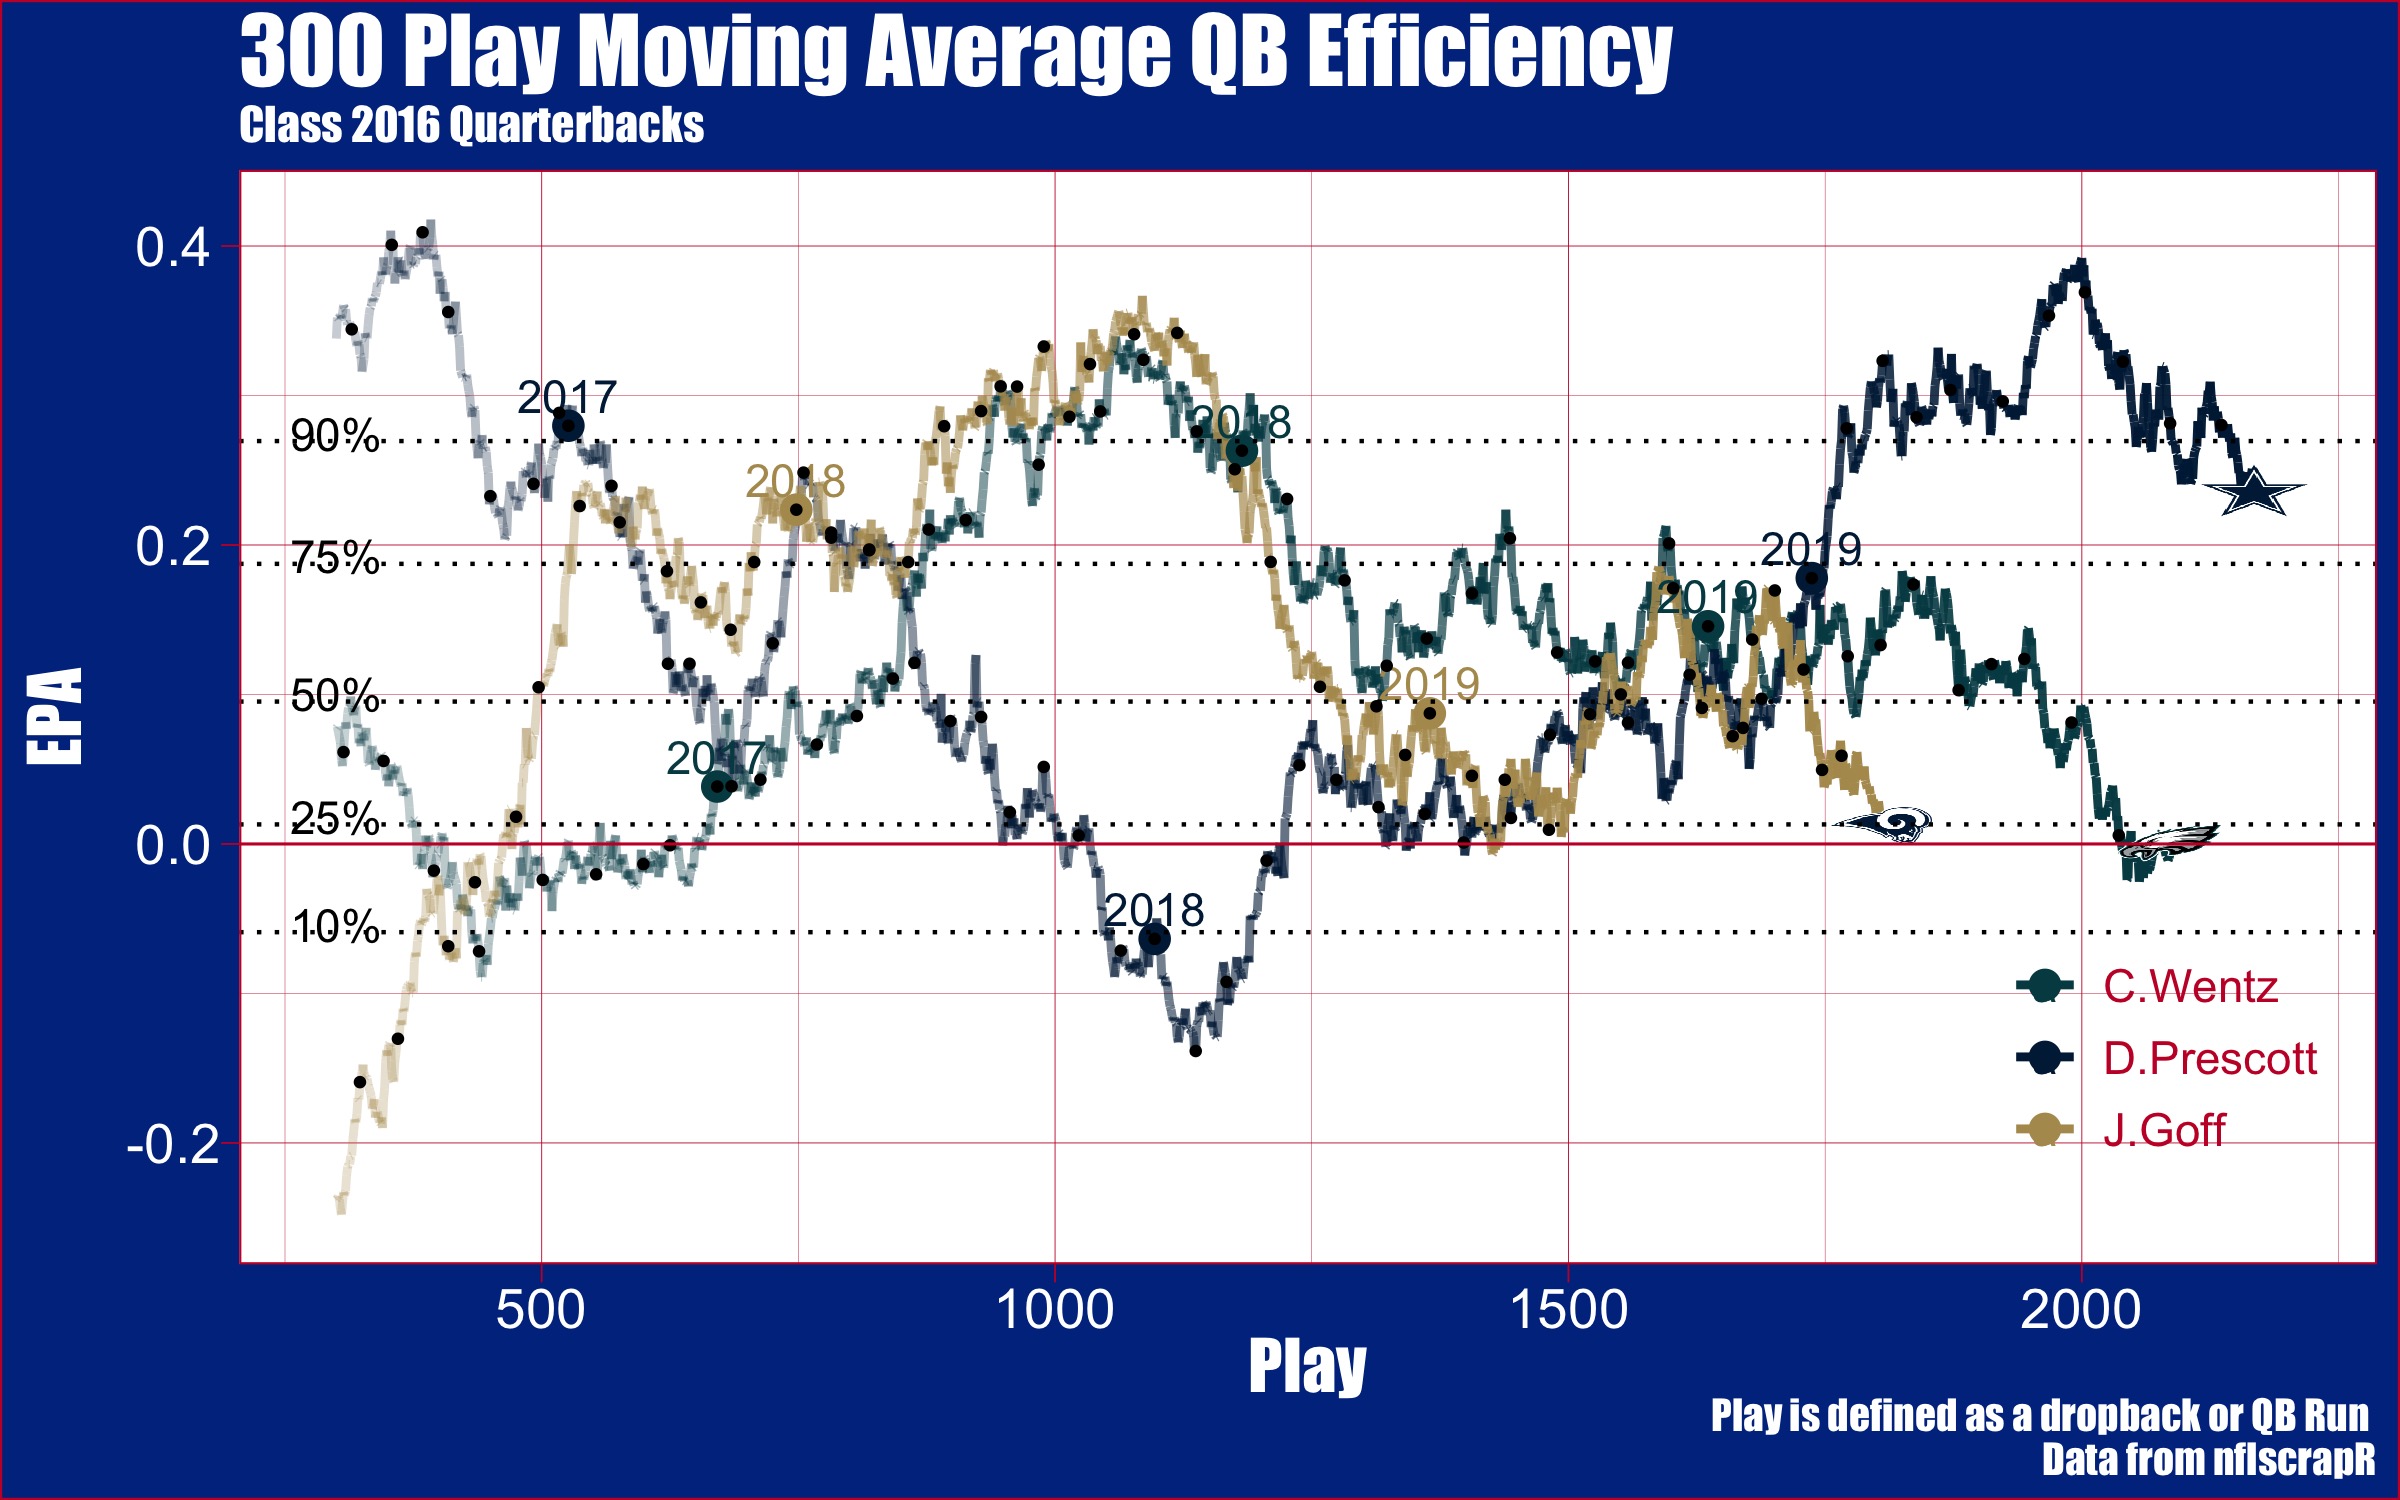 300 Play Moving Average QB Efficiency
Class 2016 Quarterbacks
EPA
0.4
0.2
0.0
-0.2
90%
75%
50%
25%
10%
2017
2018
2018
2017
2019
2019
2019
2018
C.Wentz
D.Prescott
J.Goff
500
1000
1500
2000
Play
Play is defined as a dropback or QB Run
Data from nflscrapR